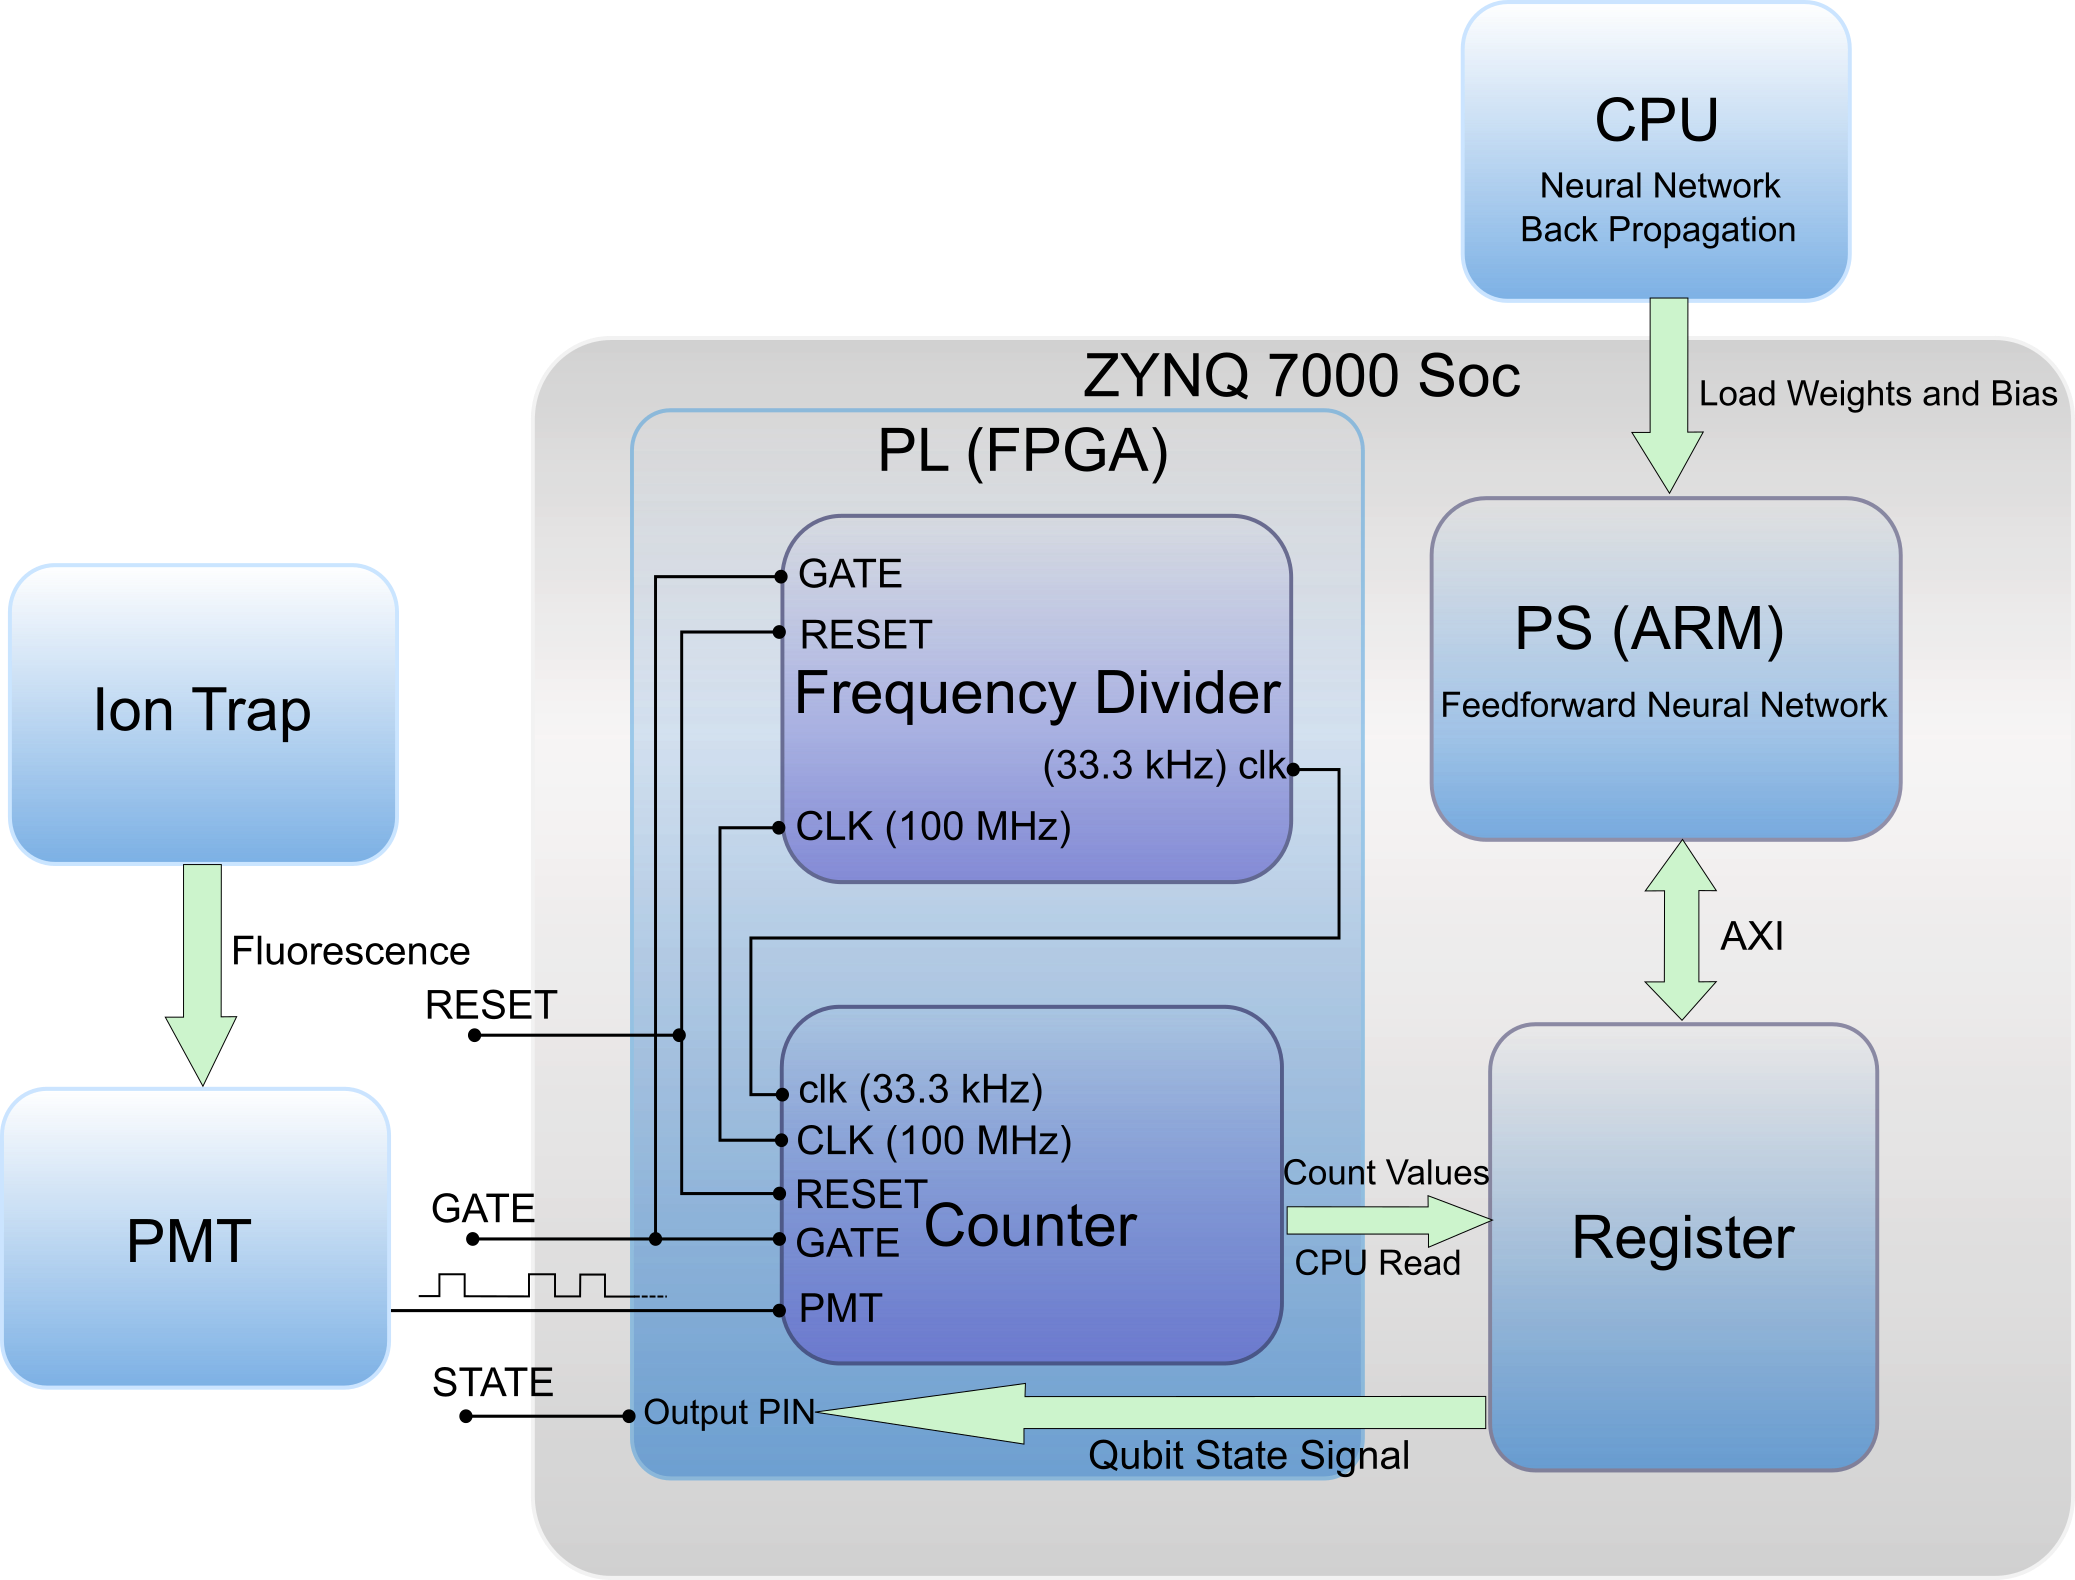 CPU
Neural Network
Back Propagation
Load Weights and Bias
ZYNQ 7000 Soc
PL (FPGA)
GATE
RESET
Frequency Divider
(33.3 kHz) clk
CLK (100 MHz)
PS (ARM)
Feedforward Neural Network
AXI
Ion Trap
Fluorescence
PMT
RESET
GATE
STATE
clk (33.3 kHz)
CLK (100 MHz)
RESET
Counter
GATE
PMT
Count Values
CPU Read
Register
Output PIN
Qubit State Signal